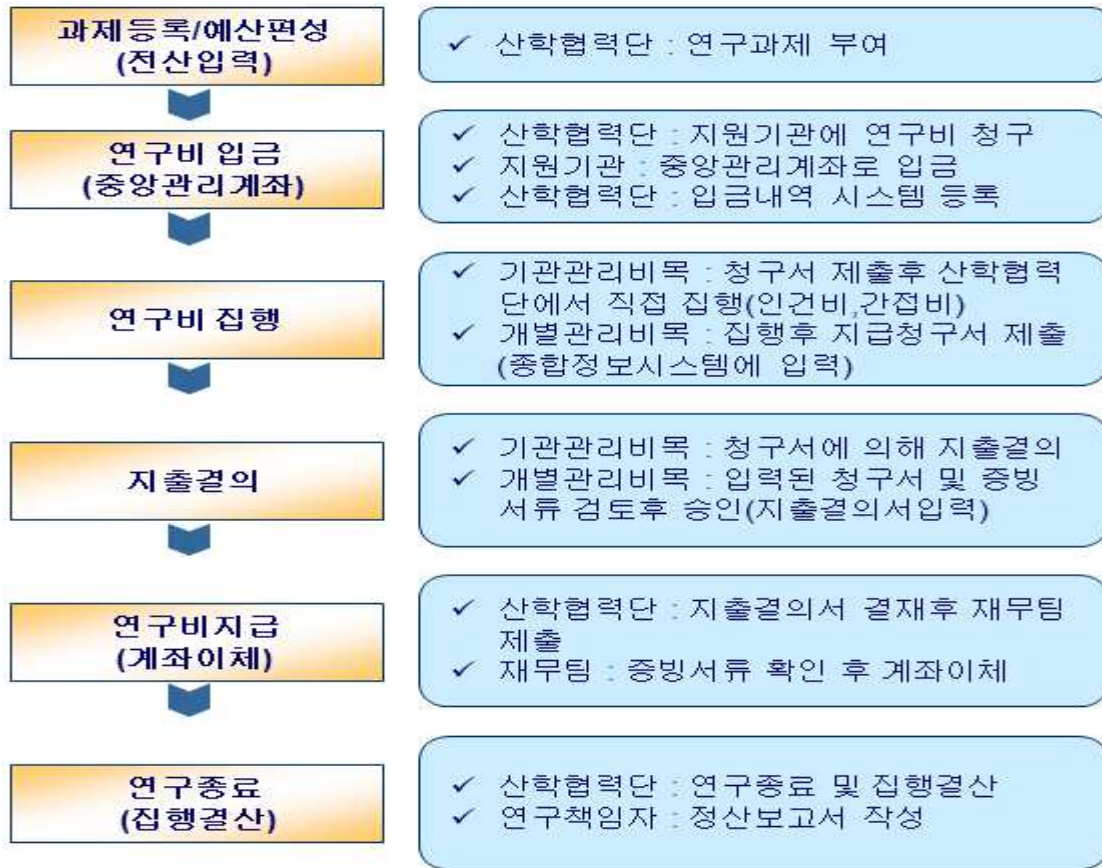 과제등록/예산편성
(전산입력)
✓ 산학협력단 : 연구과제 부여
연구비 입금
(중앙관리계좌)
✓ 산학협력단 : 지원기관에 연구비 청구
✓ 지원기관 : 중앙관리계좌로 입금
✓ 산학협력단 : 입금내역 시스템 등록
연구비 집행
✓ 기관관리비목 : 청구서 제출후 산학협력
단에서 직접 집행(인건비,간접비)
✓ 개별관리비목 : 집행후 지급청구서 제출
(종합정보시스템에 입력)
지출결의
✓ 기관관리비목 : 청구서에 의해 지출결의
✓ 개별관리비목 : 입력된 청구서 및 증빙
서류 검토후 승인(지출결의서입력)
연구비지급
(계좌이체)
✓ 산학협력단 : 지출결의서 결재후 재무팀
제출
✓ 재무팀 : 증빙서류 확인 후 계좌이체
연구종료
(집행결산)
✓ 산학협력단 : 연구종료 및 집행결산
✓ 연구책임자 : 정산보고서 작성